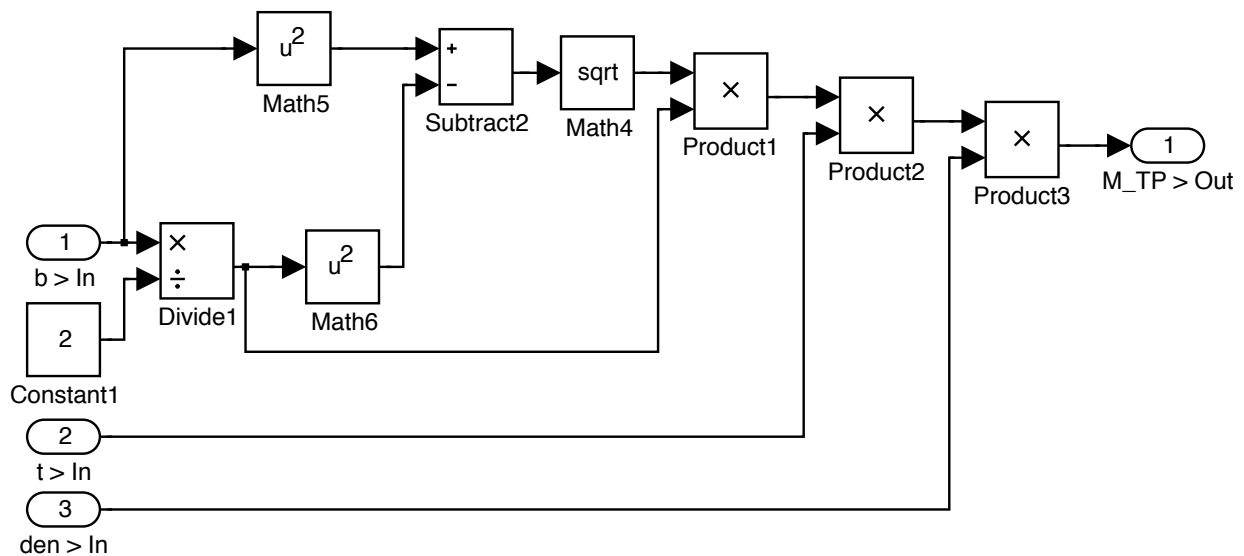 u²
Math5
+
−
Subtract2
sqrt
Math4
×
Product1
×
Product2
×
Product3
1
M_TP > Out
1
b > In
×
÷
Divide1
u²
Math6
2
Constant1
2
t > In
3
den > In